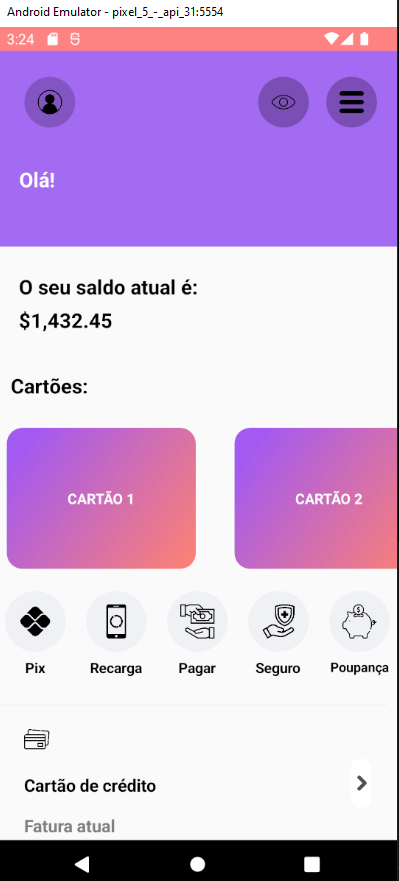 Android Emulator - pixel_5_-_api_31:5554
3:24
Olá!
O seu saldo atual é:
$1,432.45
Cartões:
CARTÃO 1
CARTÃO 2
Pix
Recarga
Pagar
Seguro
Poupança
Cartão de crédito
Fatura atual